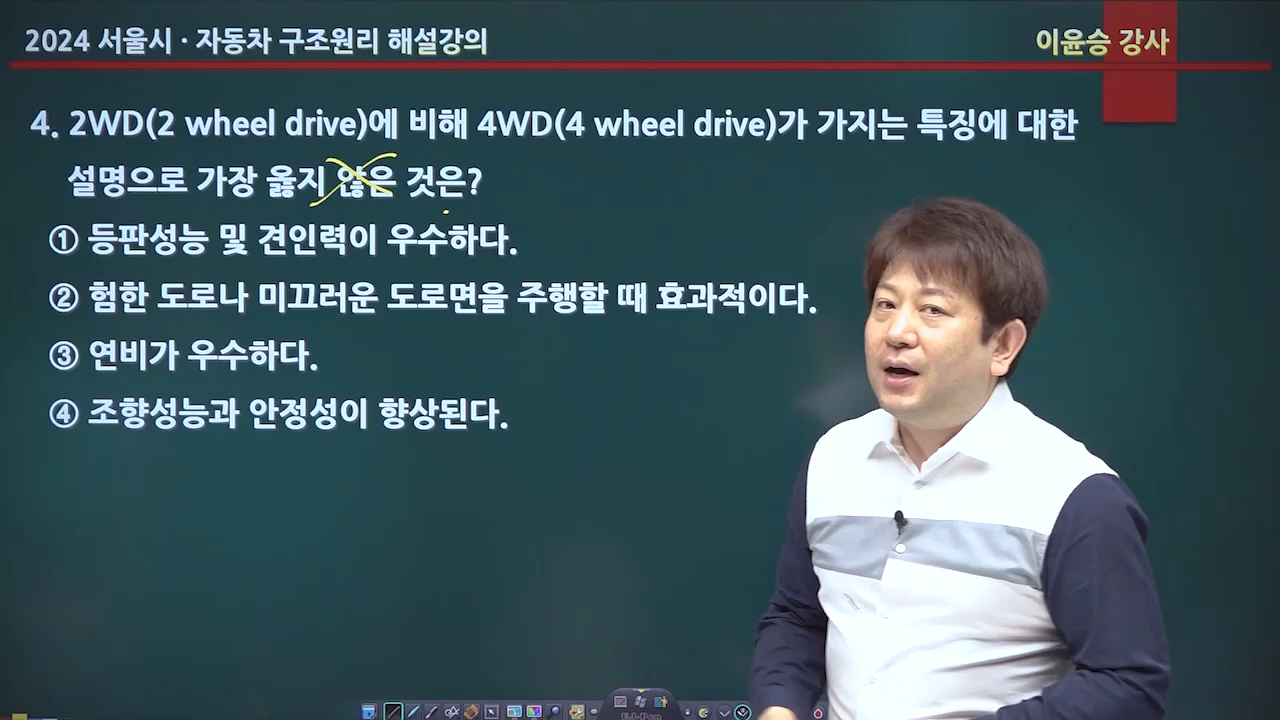 2024 서울시 · 자동차 구조원리 해설강의
이윤승 강사
4. 2WD(2 wheel drive)에 비해 4WD(4 wheel drive)가 가지는 특징에 대한
설명으로 가장 옳지 않은 것은?
① 등판성능 및 견인력이 우수하다.
② 험한 도로나 미끄러운 도로면을 주행할 때 효과적이다.
③ 연비가 우수하다.
④ 조향성능과 안정성이 향상된다.